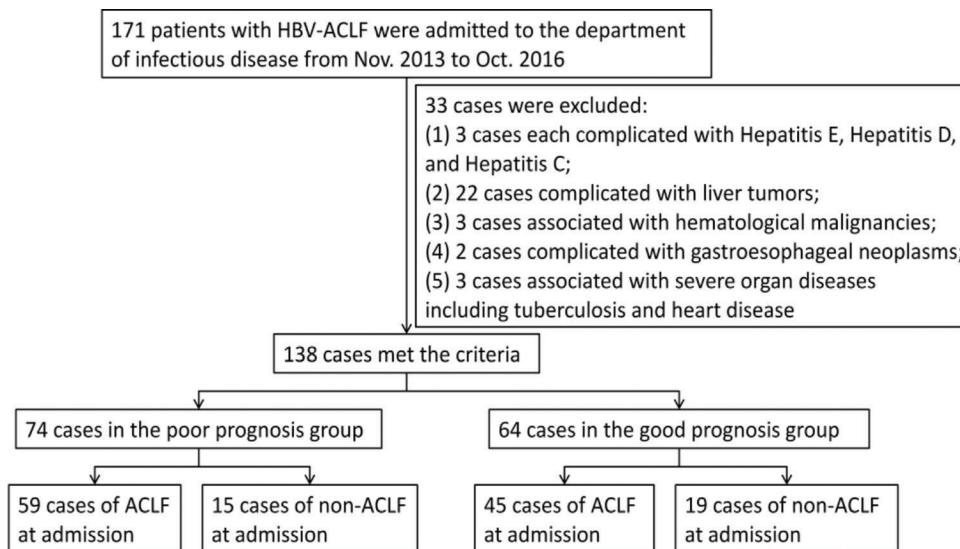 171 patients with HBV-ACLF were admitted to the department
of infectious disease from Nov. 2013 to Oct. 2016
33 cases were excluded:
(1) 3 cases each complicated with Hepatitis E, Hepatitis D,
and Hepatitis C;
(2) 22 cases complicated with liver tumors;
(3) 3 cases associated with hematological malignancies;
(4) 2 cases complicated with gastroesophageal neoplasms;
(5) 3 cases associated with severe organ diseases
including tuberculosis and heart disease
138 cases met the criteria
74 cases in the poor prognosis group
64 cases in the good prognosis group
59 cases of ACLF
at admission
15 cases of non-ACLF
at admission
45 cases of ACLF
at admission
19 cases of non-ACLF
at admission